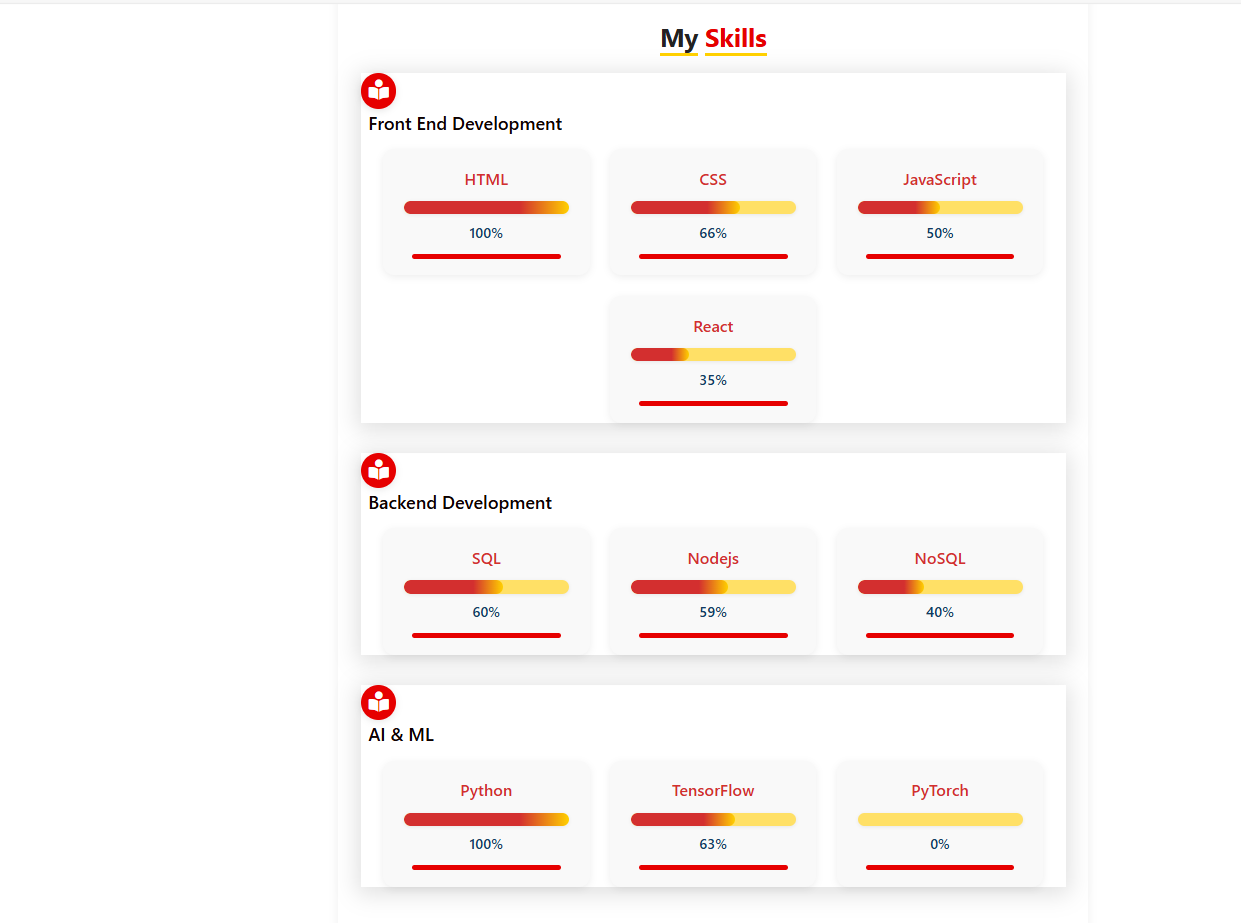 My Skills
Front End Development
HTML CSS JavaScript
100% 66% 50%
React
35%
Backend Development
SQL Nodejs NoSQL
60% 59% 40%
AI & ML
Python TensorFlow PyTorch
100% 63% 0%